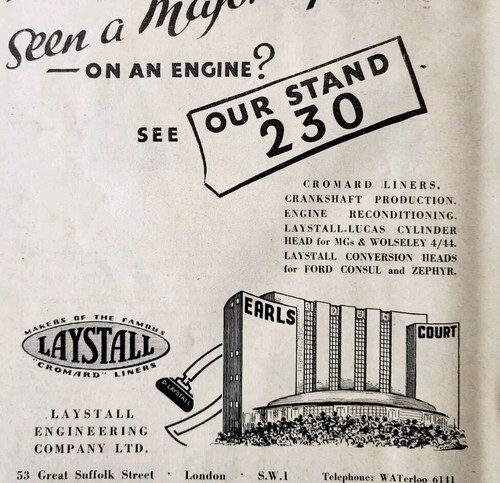 Seen a Major
—ON AN ENGINE?
SEE OUR STAND
230
CROMARD LINERS.
CRANKSHAFT PRODUCTION.
ENGINE RECONDITIONING.
LAYSTALL-LUCAS CYLINDER
HEAD for MGs & WOLSELEY 4/44.
LAYSTALL CONVERSION HEADS
for FORD CONSUL and ZEPHYR.
EARLS
COURT
MAKERS OF THE FAMOUS
LAYSTALL
"CROMARD" LINERS
D. LAYSTALL
LAYSTALL
ENGINEERING
COMPANY LTD.
53 Great Suffolk Street · London · S.W.1 Telephone: WATerloo 6141